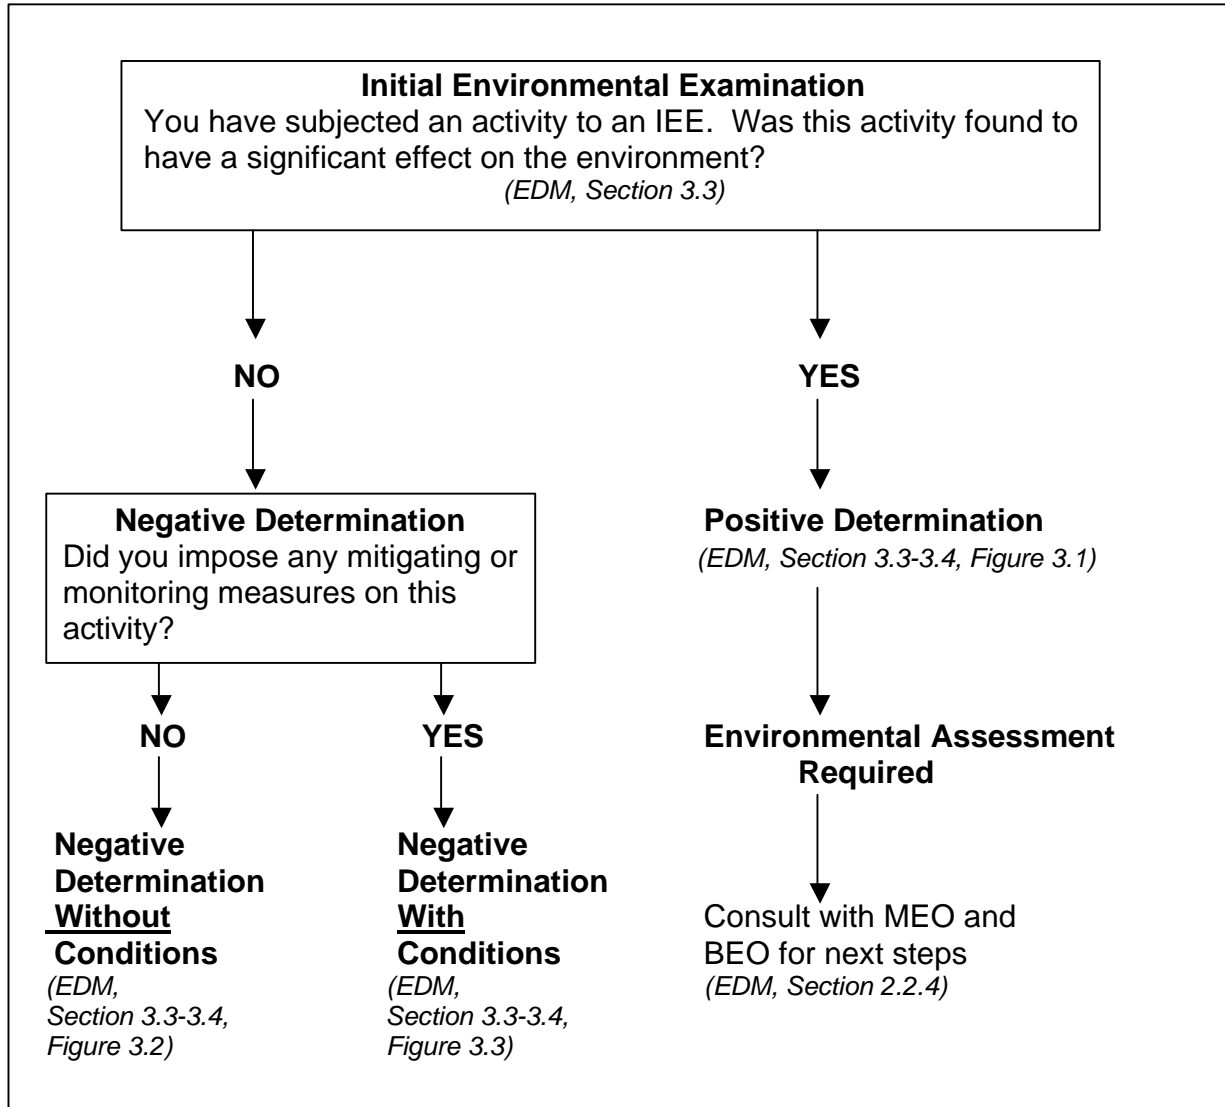 Initial Environmental Examination
You have subjected an activity to an IEE.  Was this activity found to
have a significant effect on the environment?
(EDM, Section 3.3)
NO
YES
Negative Determination
Did you impose any mitigating or
monitoring measures on this
activity?
Positive Determination
(EDM, Section 3.3-3.4, Figure 3.1)
NO
YES
Environmental Assessment
Required
Negative
Determination
Without
Conditions
(EDM,
Section 3.3-3.4,
Figure 3.2)
Negative
Determination
With
Conditions
(EDM,
Section 3.3-3.4,
Figure 3.3)
Consult with MEO and
BEO for next steps
(EDM, Section 2.2.4)